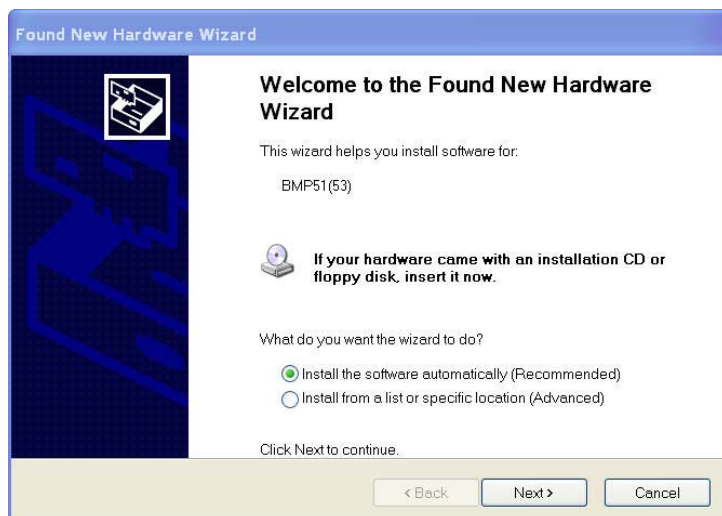 Found New Hardware Wizard
Welcome to the Found New Hardware
Wizard
This wizard helps you install software for:
BMP51(53)
If your hardware came with an installation CD or
floppy disk, insert it now.
What do you want the wizard to do?
Install the software automatically (Recommended)
Install from a list or specific location (Advanced)
Click Next to continue.
< Back
Next >
Cancel